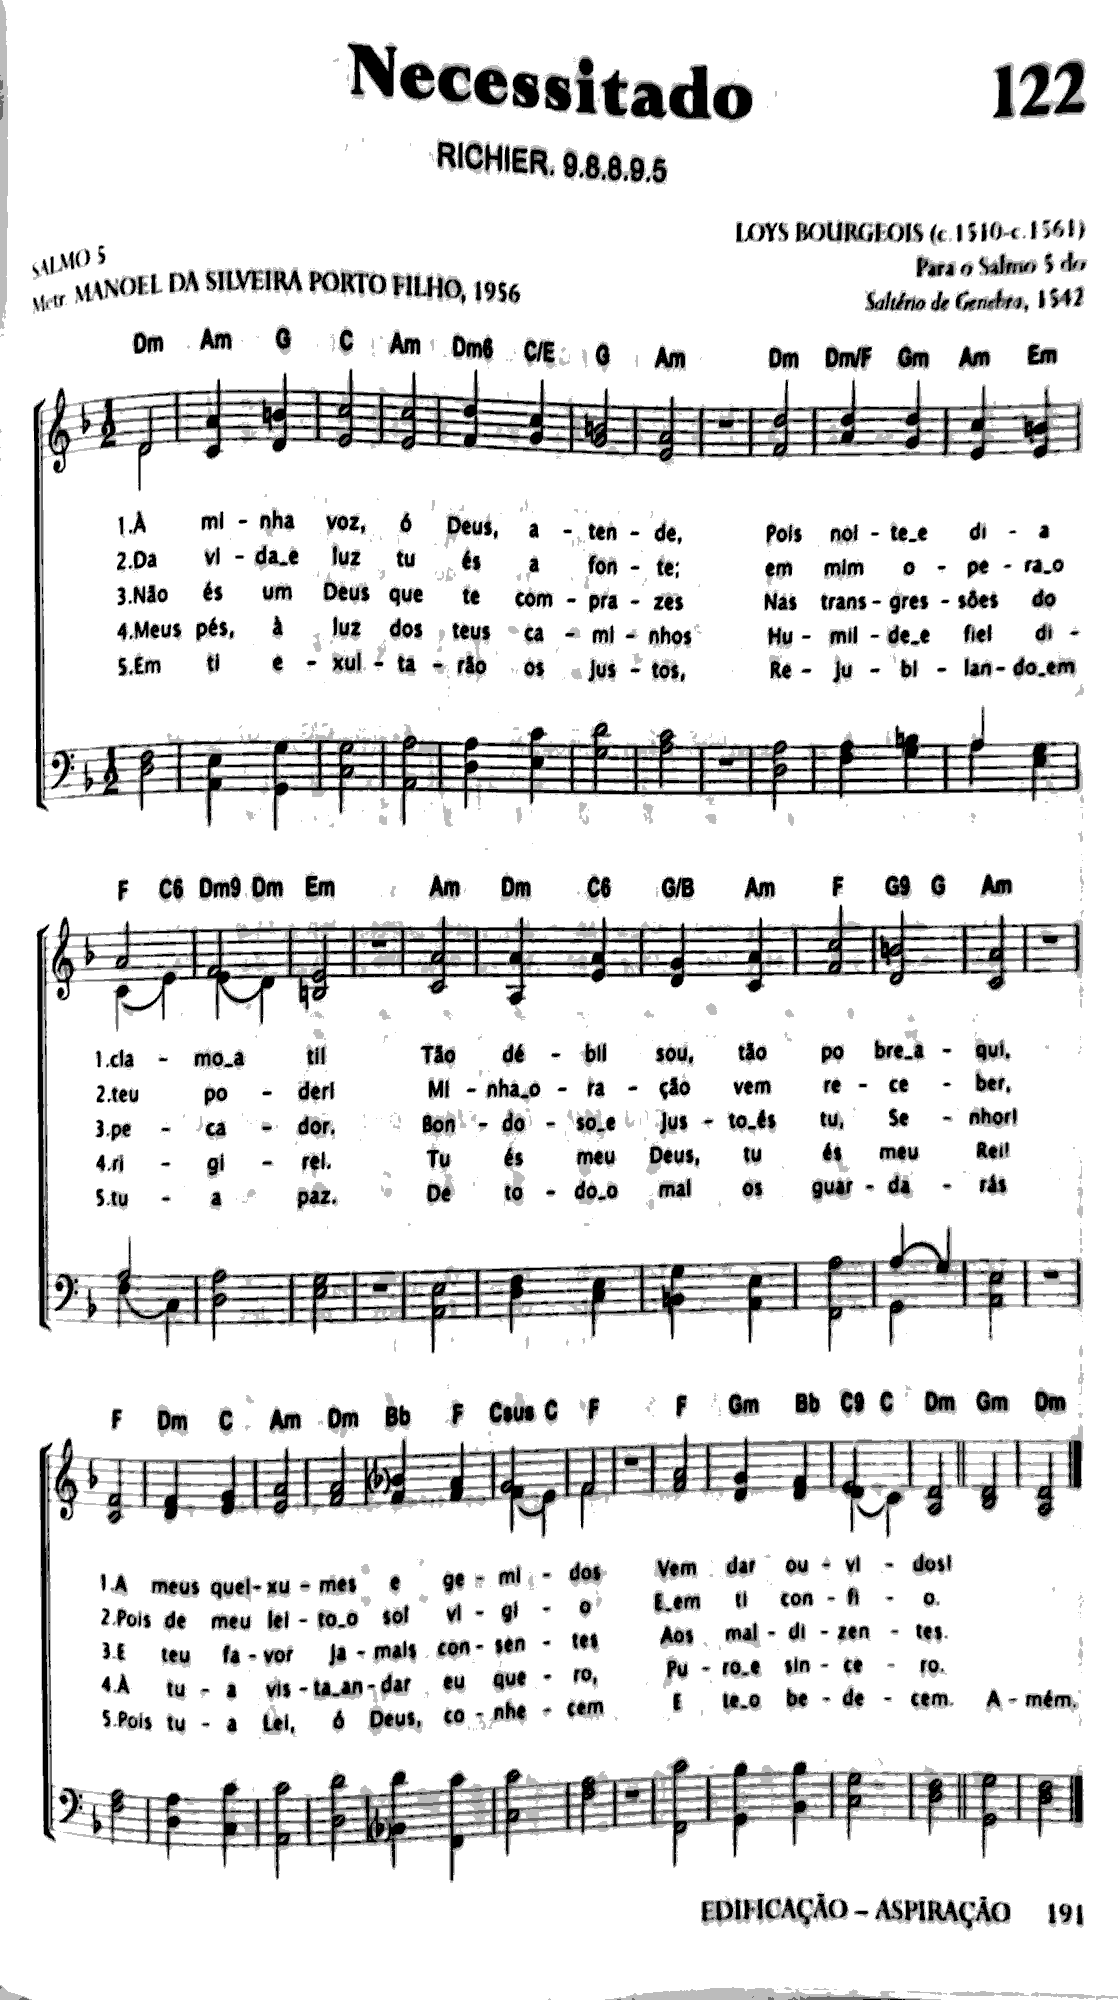 Necessitado
122
RICHIER. 9.8.8.9.5
SALMO 5
Metr. MANOEL DA SILVEIRA PORTO FILHO, 1956
LOYS BOURGEOIS (c.1510-c.1561)
Para o Salmo 5 do
Saltério de Genebra, 1542
Dm Am G C Am Dm6 C/E G Am Dm Dm/F Gm Am Em
1.À mi - nha voz, ó Deus, a - ten - de, Pois noi - te_e di - a
2.Da vi - da_e luz tu és a fon - te; em mim o - pe - ra_o
3.Não és um Deus que te com - pra - zes Nas trans - gres - sões do
4.Meus pés, à luz dos teus ca - mi - nhos Hu - mil - de_e fiel di -
5.Em ti e - xul - ta - rão os jus - tos, Re - ju - bi - lan - do_em
F C6 Dm9 Dm Em Am Dm C6 G/B Am F G9 G Am
1.cla - mo_a ti! Tão dé - bil sou, tão po bre_a - qui,
2.teu po - der! Mi - nha_o - ra - ção vem re - ce - ber,
3.pe - ca - dor. Bon - do - so_e jus - to_és tu, Se - nhor!
4.ri - gi - rei. Tu és meu Deus, tu és meu Rei!
5.tu - a paz. De to - do_o mal os guar - da - rás
F Dm C Am Dm Bb F Csus C F F Gm Bb C9 C Dm Gm Dm
1.A meus quei - xu - mes e ge - mi - dos Vem dar ou - vi - dos!
2.Pois de meu lei - to_o sol vi - gi - o E_em ti con - fi - o.
3.E teu fa - vor ja - mais con - sen - tes Aos mal - di - zen - tes.
4.À tu - a vis - ta_an - dar eu que - ro, Pu - ro_e sin - ce - ro.
5.Pois tu - a Lei, ó Deus, co - nhe - cem E te_o be - de - cem. A - mém.
EDIFICAÇÃO – ASPIRAÇÃO 191